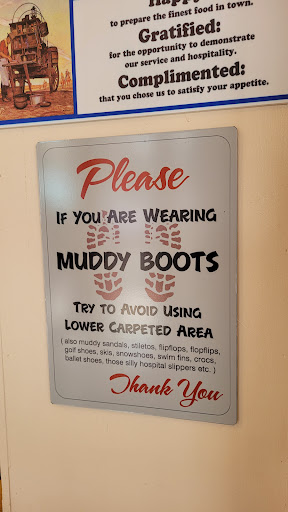 to prepare the finest food in town.
Gratified:
for the opportunity to demonstrate
our service and hospitality.
Complimented:
that you chose us to satisfy your appetite.
Please
IF YOU ARE WEARING
MUDDY BOOTS
TRY TO AVOID USING
LOWER CARPETED AREA
( also muddy sandals, stiletos, flipflops, flopflips,
golf shoes, skis, snowshoes, swim fins, crocs,
ballet shoes, those silly hospital slippers etc. )
Thank You